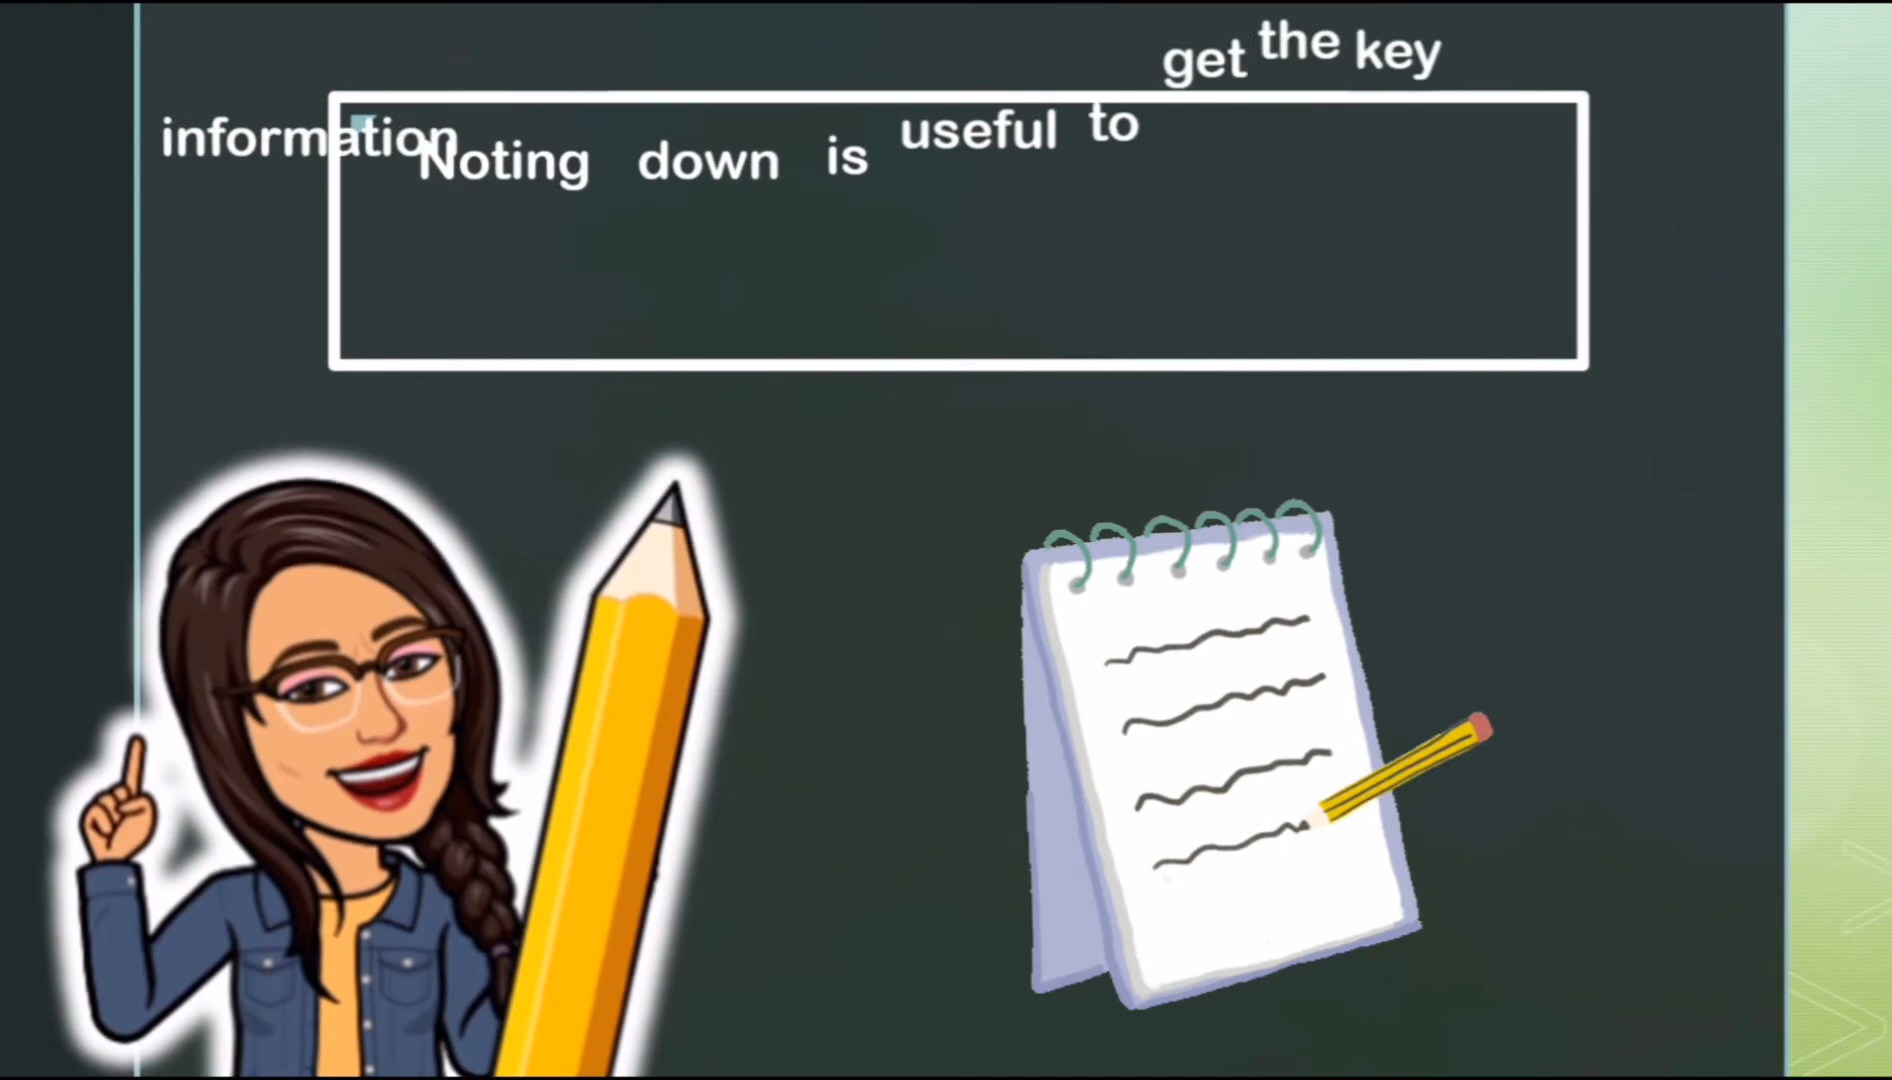 Noting down is useful to get the key
information